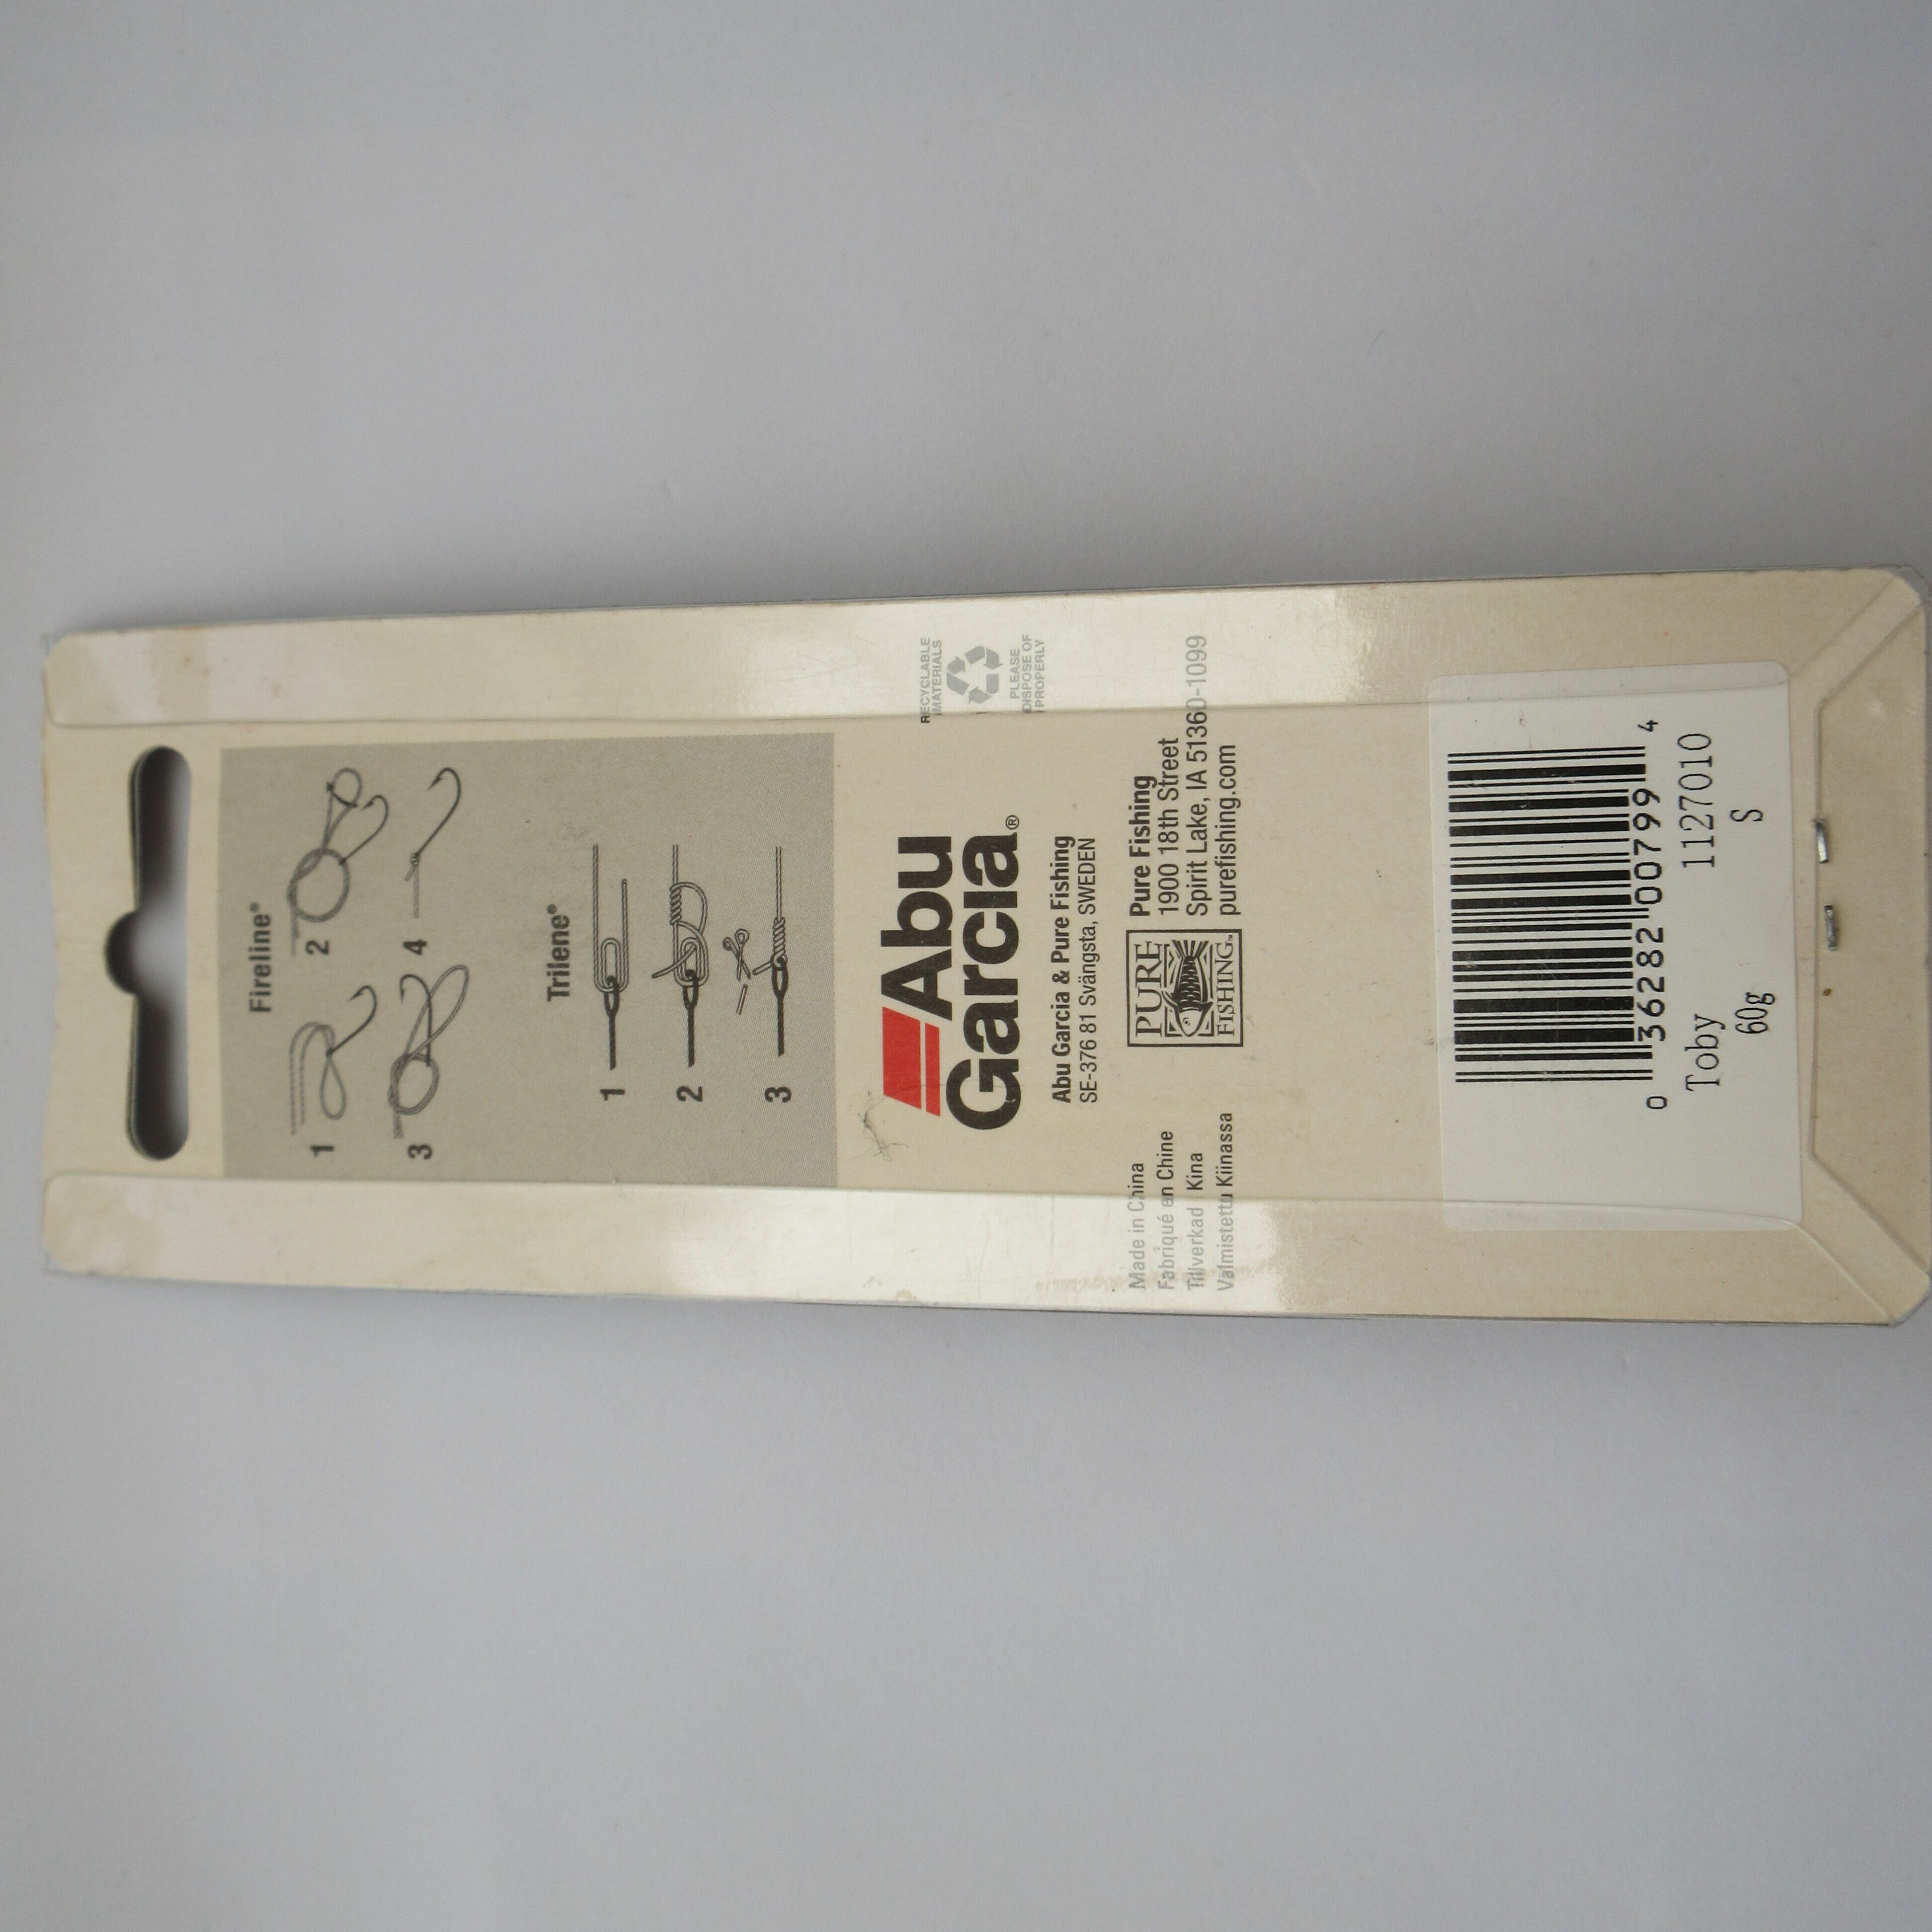 Fireline®
1 2
3 4
Trilene®
1
2
3
RECYCLABLE
MATERIALS
PLEASE
DISPOSE OF
PROPERLY
Abu
Garcia®
Abu Garcia & Pure Fishing
SE-376 81 Svängsta, SWEDEN
Made in China
Fabriqué en Chine
Tillverkad Kina
Valmistettu Kiinassa
PURE
FISHING™
Pure Fishing
1900 18th Street
Spirit Lake, IA 51360-1099
purefishing.com
0 36282 00799 4
Toby 1127010
60g S